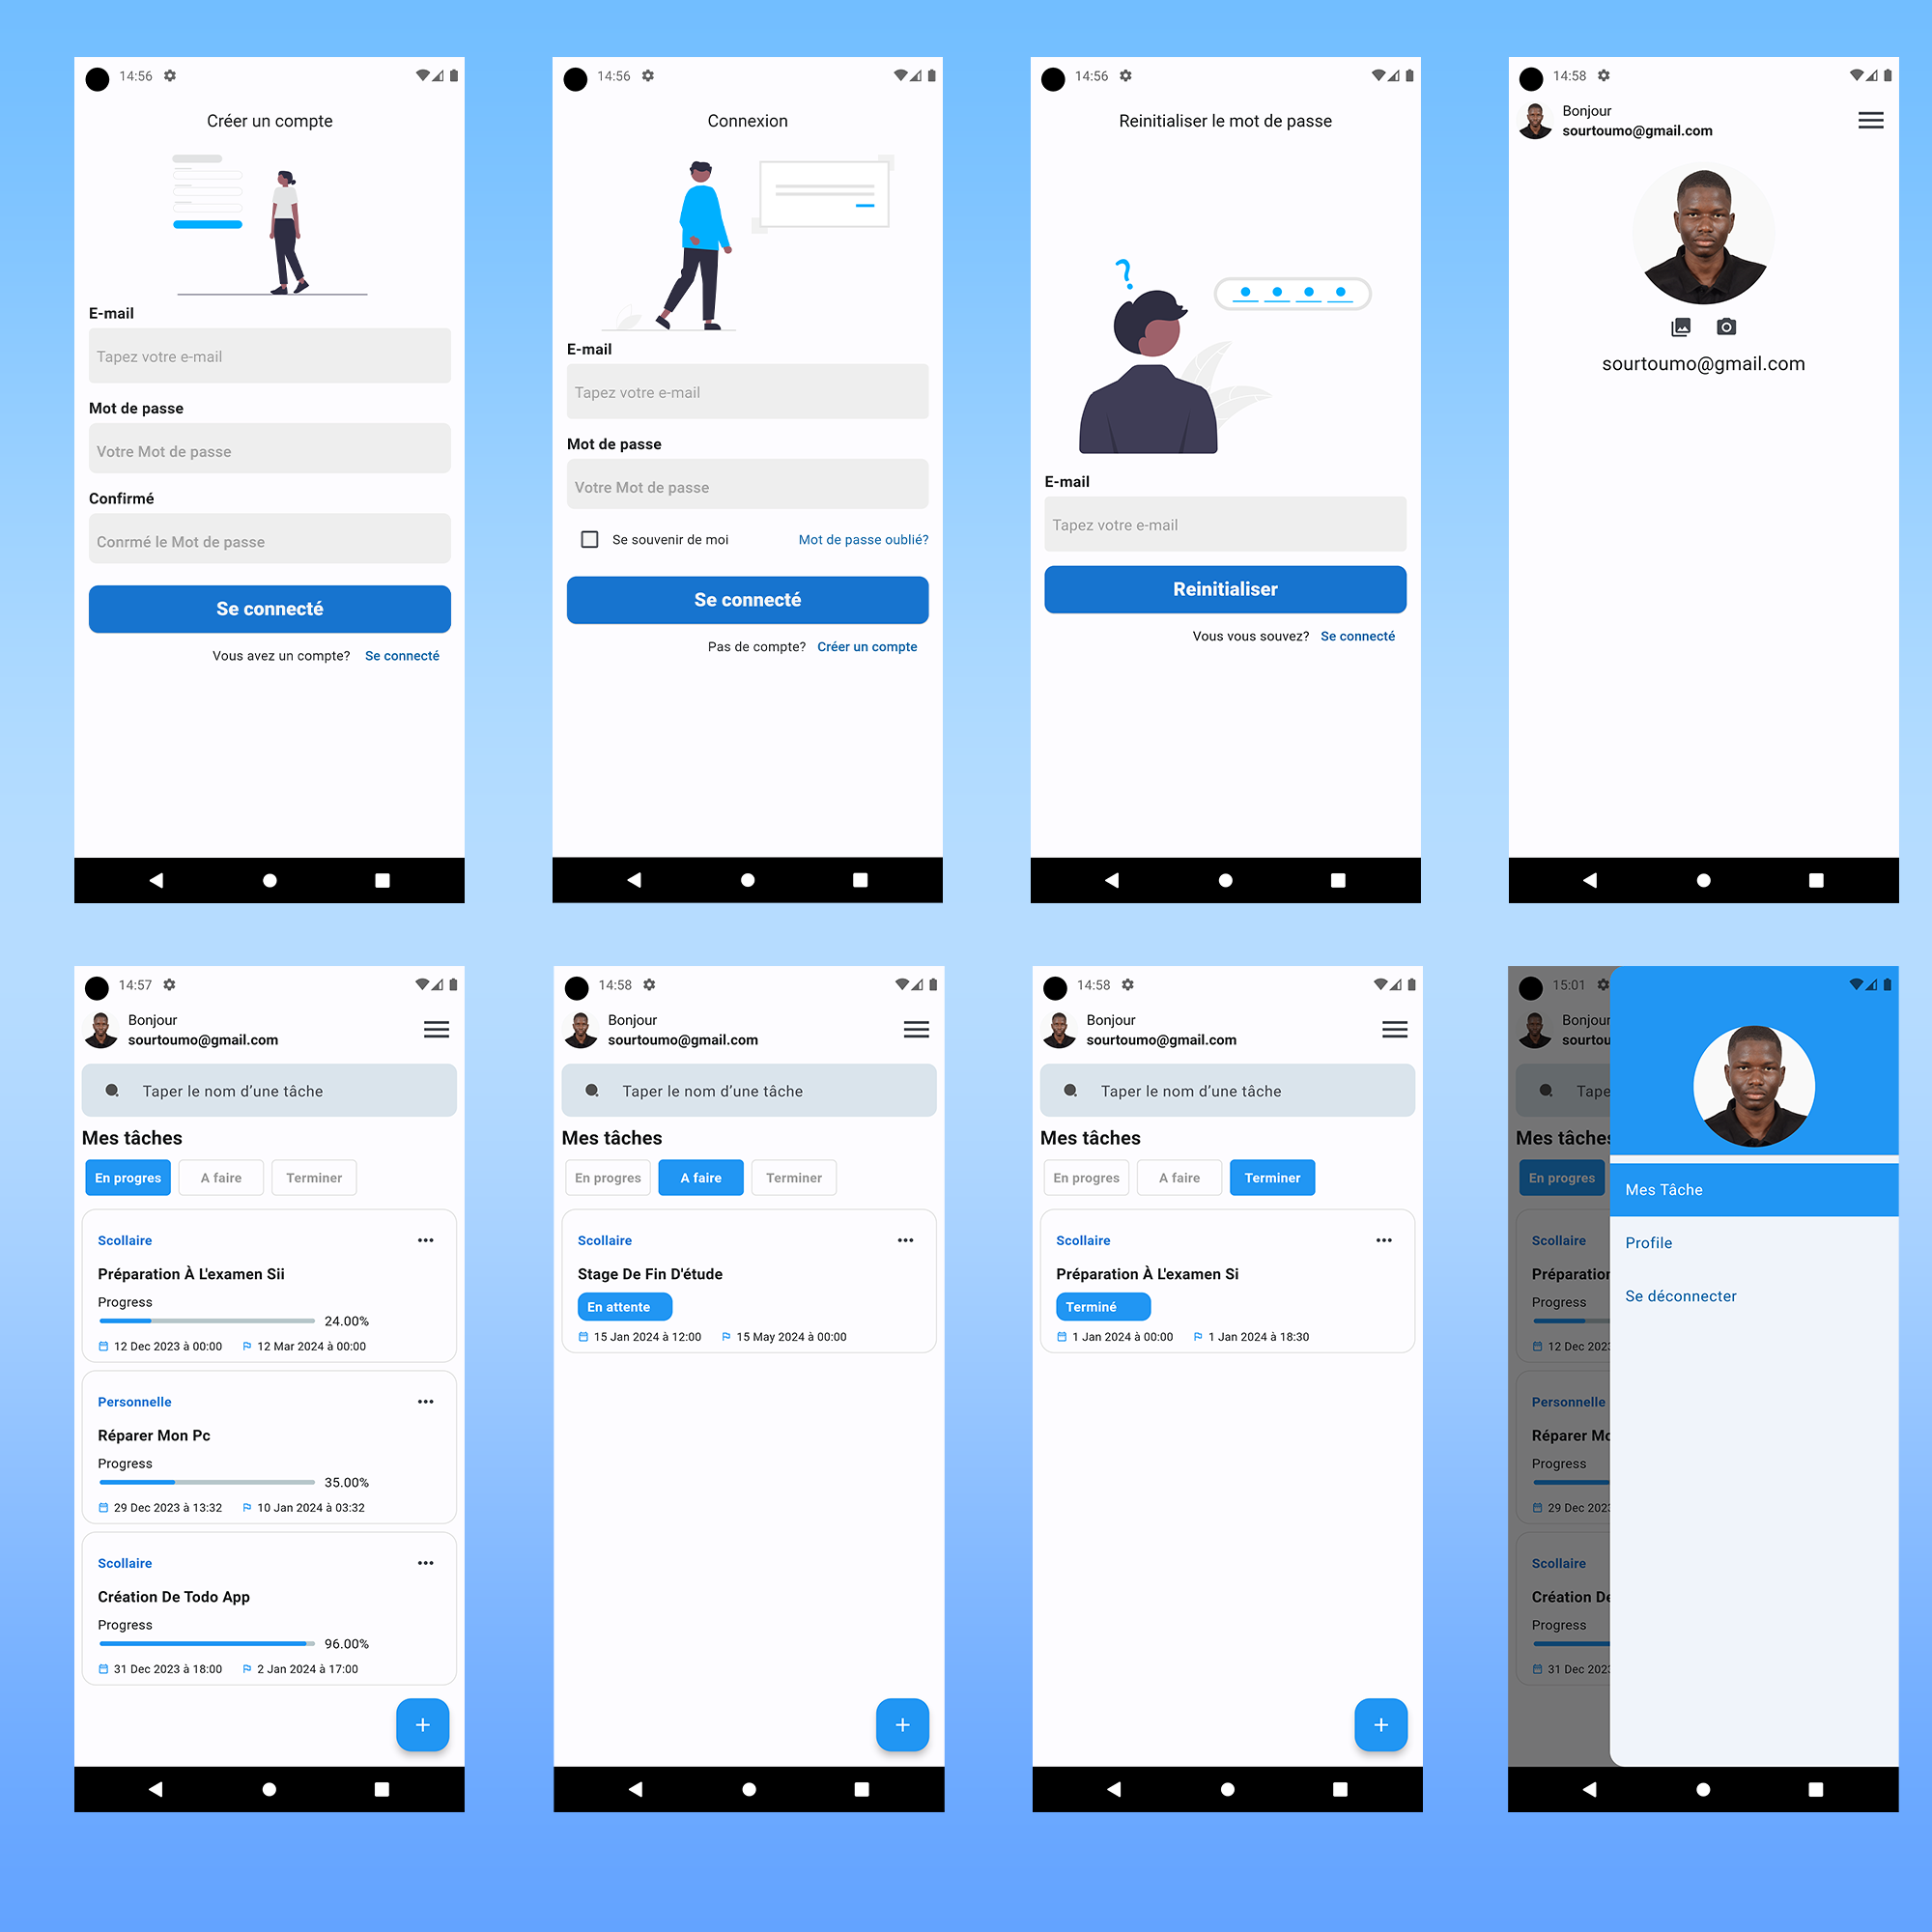 14:56
Créer un compte
E-mail
Tapez votre e-mail
Mot de passe
Votre Mot de passe
Confirmé
Conrmé le Mot de passe
Se connecté
Vous avez un compte? Se connecté
14:56
Connexion
E-mail
Tapez votre e-mail
Mot de passe
Votre Mot de passe
Se souvenir de moi Mot de passe oublié?
Se connecté
Pas de compte? Créer un compte
14:56
Reinitialiser le mot de passe
?
E-mail
Tapez votre e-mail
Reinitialiser
Vous vous souvez? Se connecté
14:58
Bonjour
sourtoumo@gmail.com
sourtoumo@gmail.com
14:57
Bonjour
sourtoumo@gmail.com
Taper le nom d’une tâche
Mes tâches
En progres A faire Terminer
Scollaire
Préparation À L'examen Sii
Progress
24.00%
12 Dec 2023 à 00:00 12 Mar 2024 à 00:00
Personnelle
Réparer Mon Pc
Progress
35.00%
29 Dec 2023 à 13:32 10 Jan 2024 à 03:32
Scollaire
Création De Todo App
Progress
96.00%
31 Dec 2023 à 18:00 2 Jan 2024 à 17:00
+
14:58
Bonjour
sourtoumo@gmail.com
Taper le nom d’une tâche
Mes tâches
En progres A faire Terminer
Scollaire
Stage De Fin D'étude
En attente
15 Jan 2024 à 12:00 15 May 2024 à 00:00
+
14:58
Bonjour
sourtoumo@gmail.com
Taper le nom d’une tâche
Mes tâches
En progres A faire Terminer
Scollaire
Préparation À L'examen Si
Terminé
1 Jan 2024 à 00:00 1 Jan 2024 à 18:30
+
15:01
Bonjour
sourtou
Tape
Mes tâches
En progres
Scollaire
Préparation
Progress
12 Dec 202
Personnelle
Réparer Mo
Progress
29 Dec 202
Scollaire
Création De
Progress
31 Dec 202
Mes Tâche
Profile
Se déconnecter